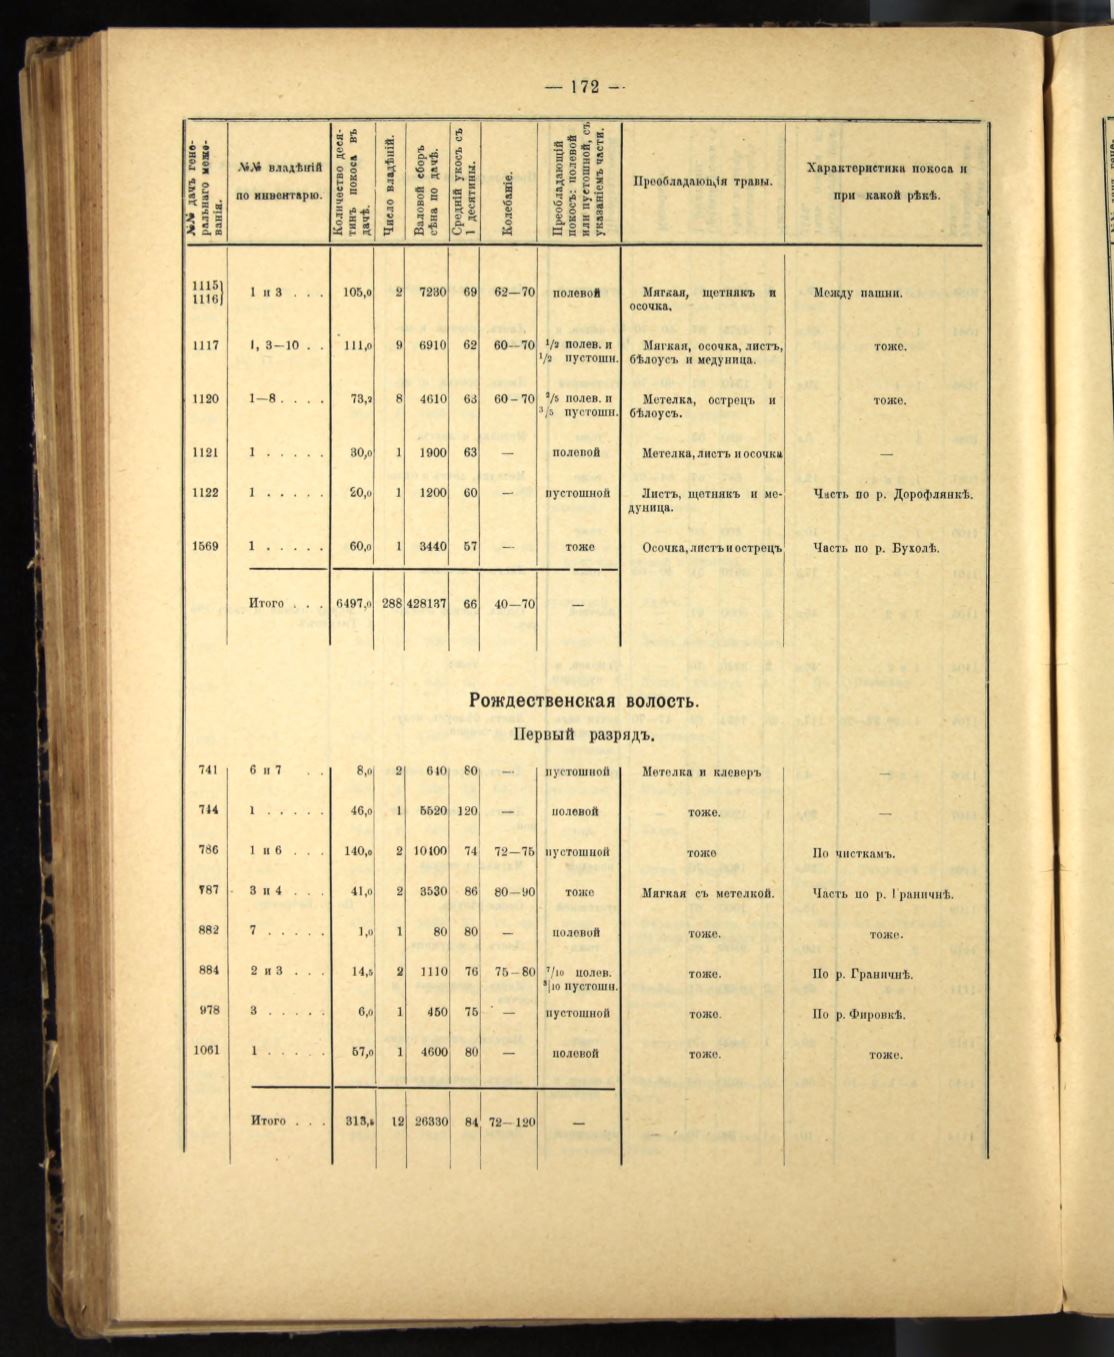 — 172 —
№№ дачъ гене-
ральнаго меже-
ванія.
№№ владѣній
по инвентарю.
Количество деся-
тинъ покоса въ
дачѣ.
Число владѣній.
Валовой сборъ
сѣна по дачѣ.
Средній укосъ съ
1 десятины.
Колебаніе.
Преобладающій
покосъ: полевой
или пустошной, съ
указаніемъ части.
Преобладающія травы.
Характеристика покоса и
при какой рѣкѣ.
1115}
1116} 1 и 3 . . . 105,0 2 7230 69 62—70 полевой Мягкая, щетнякъ и Между пашни.
осочка.
1117 1, 3—10 . . 111,0 9 6910 62 60—70 1/2 полев. и Мягкая, осочка, листъ, тоже.
1/2 пустошн. бѣлоусъ и медуница.
1120 1—8 . . . . 73,2 8 4610 63 60—70 2/5 полев. и Метелка, острецъ и тоже.
3/5 пустошн. бѣлоусъ.
1121 1 . . . . . 30,0 1 1900 63 — полевой Метелка, листъ и осочка —
1122 1 . . . . . 20,0 1 1200 60 — пустошной Листъ, щетнякъ и ме- Часть по р. Дорофлянкѣ.
дуница.
1569 1 . . . . . 60,0 1 3440 57 — тоже Осочка, листъ и острецъ Часть по р. Бухолѣ.
Итого . . . 6497,0 288 428137 66 40—70 —
Рождественская волость.
Первый разрядъ.
741 6 и 7 . . 8,0 2 640 80 — пустошной Метелка и клеверъ —
744 1 . . . . . 46,0 1 5520 120 — полевой тоже. —
786 1 и 6 . . . 140,0 2 10400 74 72—75 пустошной тоже По чисткамъ.
787 3 и 4 . . . 41,0 2 3530 86 80—90 тоже Мягкая съ метелкой. Часть по р. Граничнѣ.
882 7 . . . . . 1,0 1 80 80 — полевой тоже. тоже.
884 2 и 3 . . . 14,5 2 1110 76 75—80 7/10 полев. тоже. По р. Граничнѣ.
3/10 пустошн.
978 3 . . . . . 6,0 1 450 75 — пустошной тоже. По р. Фировкѣ.
1061 1 . . . . . 57,0 1 4600 80 — полевой тоже. тоже.
Итого . . . 313,5 12 26330 84 72—120 —